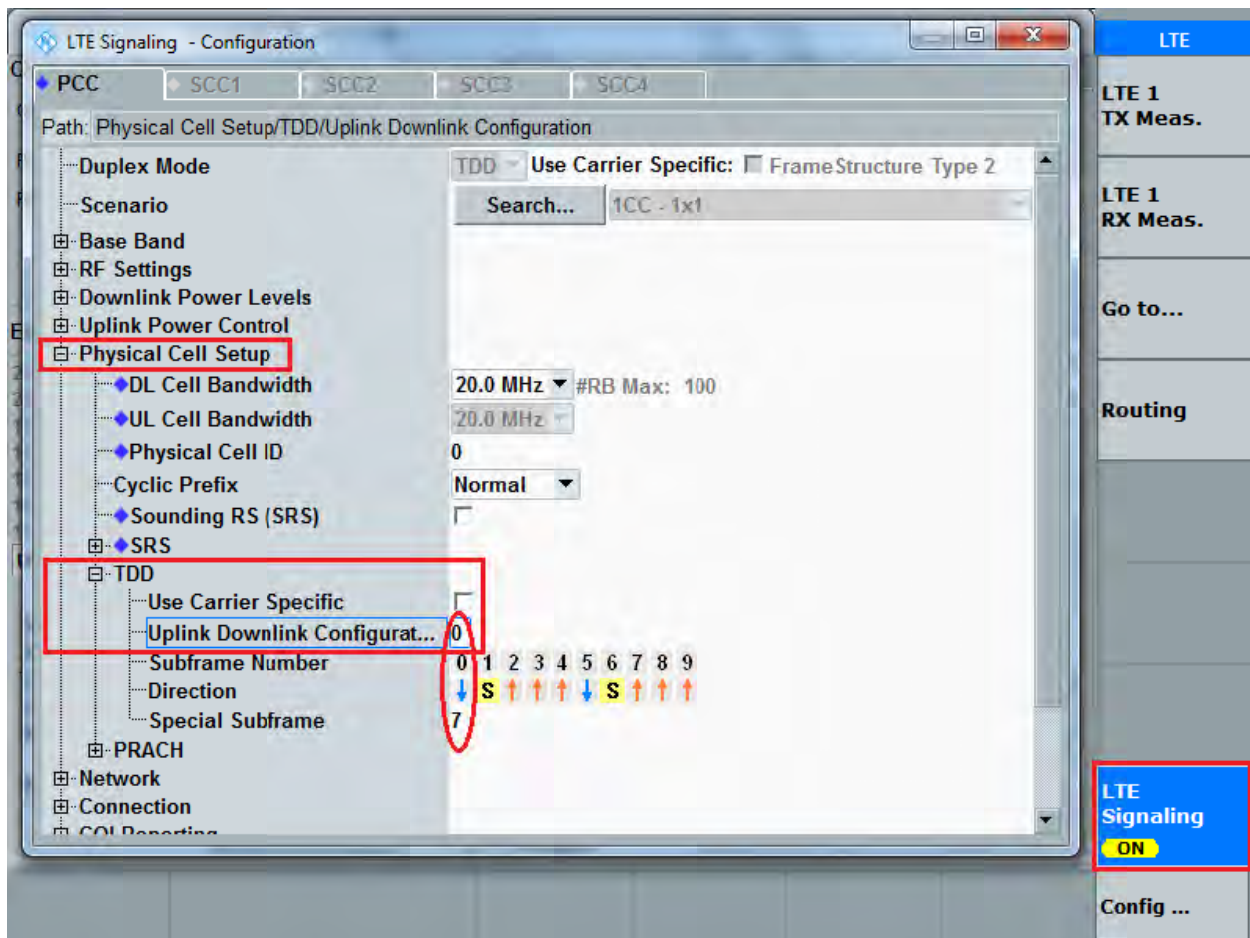 LTE Signaling - Configuration
LTE
PCC SCC1 SCC2 SCC3 SCC4
Path: Physical Cell Setup/TDD/Uplink Downlink Configuration
Duplex Mode TDD Use Carrier Specific: FrameStructure Type 2
Scenario Search... 1CC - 1x1
Base Band
RF Settings
Downlink Power Levels
Uplink Power Control
Physical Cell Setup
DL Cell Bandwidth 20.0 MHz #RB Max: 100
UL Cell Bandwidth 20.0 MHz
Physical Cell ID 0
Cyclic Prefix Normal
Sounding RS (SRS)
SRS
TDD
Use Carrier Specific
Uplink Downlink Configurat... 0
Subframe Number 0 1 2 3 4 5 6 7 8 9
Direction ↓ S ↑ ↑ ↑ ↓ S ↑ ↑ ↑
Special Subframe 7
PRACH
Network
Connection
CQI Reporting
LTE 1
TX Meas.
LTE 1
RX Meas.
Go to...
Routing
LTE
Signaling
ON
Config ...